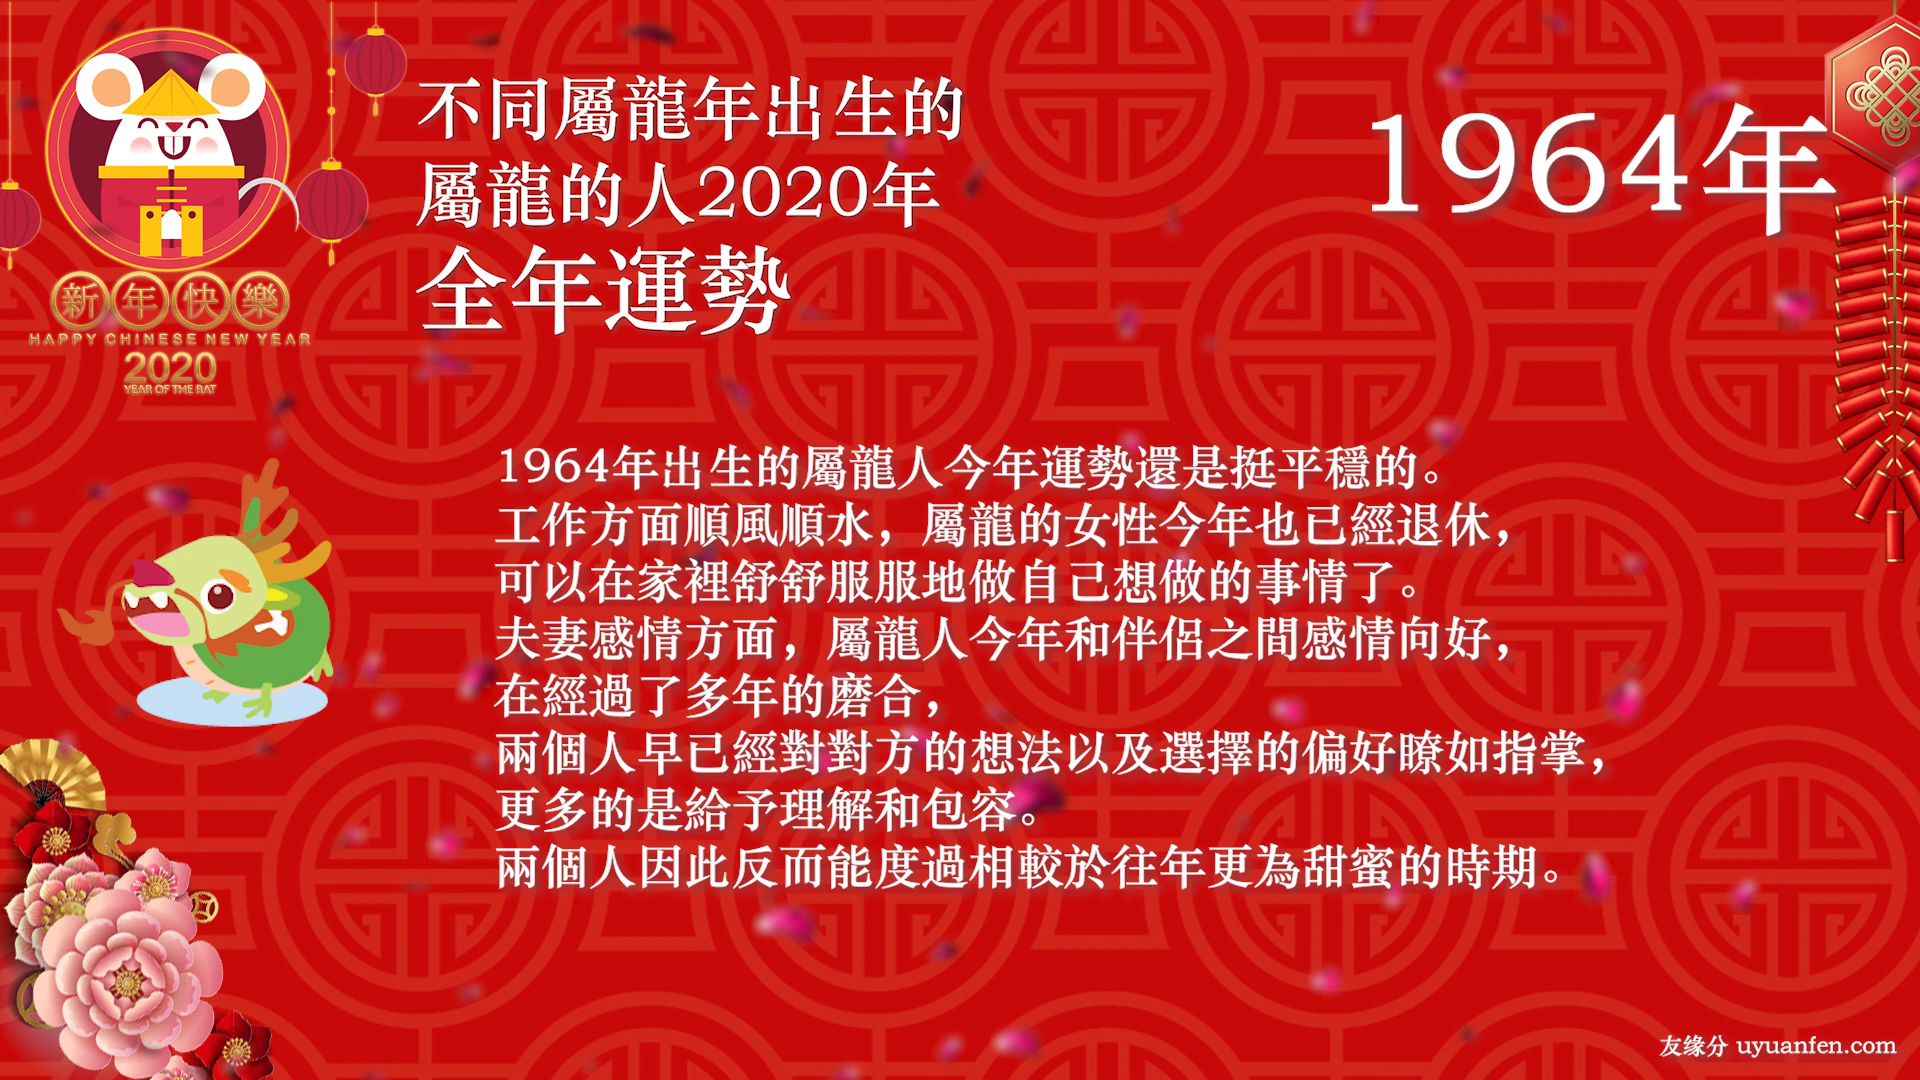 不同屬龍年出生的
屬龍的人2020年
全年運勢
1964年
新年快樂
HAPPY CHINESE NEW YEAR
2020
YEAR OF THE RAT
1964年出生的屬龍人今年運勢還是挺平穩的。
工作方面順風順水，屬龍的女性今年也已經退休，
可以在家裡舒舒服服地做自己想做的事情了。
夫妻感情方面，屬龍人今年和伴侶之間感情向好，
在經過了多年的磨合，
兩個人早已經對對方的想法以及選擇的偏好瞭如指掌，
更多的是給予理解和包容。
兩個人因此反而能度過相較於往年更為甜蜜的時期。
友缘分 uyuanfen.com